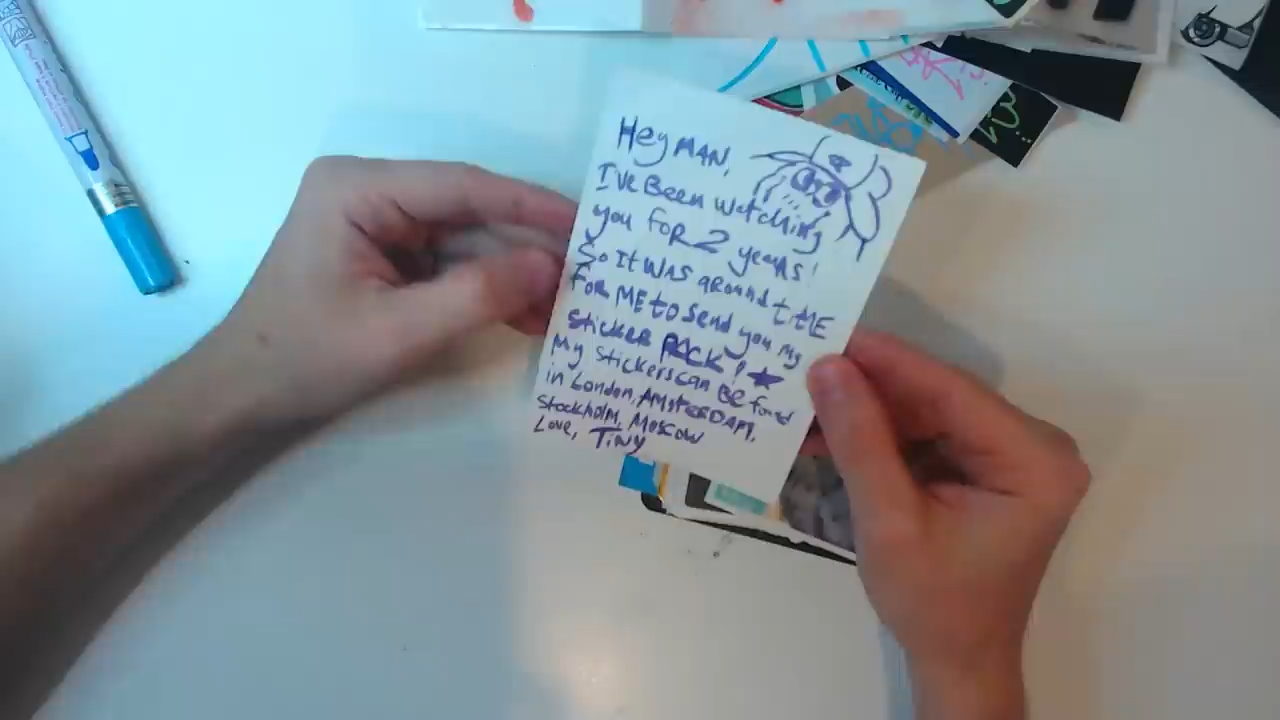 Hey MAN,
I'VE BEEN WATCHING
you FOR 2 years!
So It WAS around timE
FOR ME to send you My
STICKER PACK! ★
My Stickers can BE found
in London, AMSTERDAM,
Stockholm, Moscow
Love, TINY